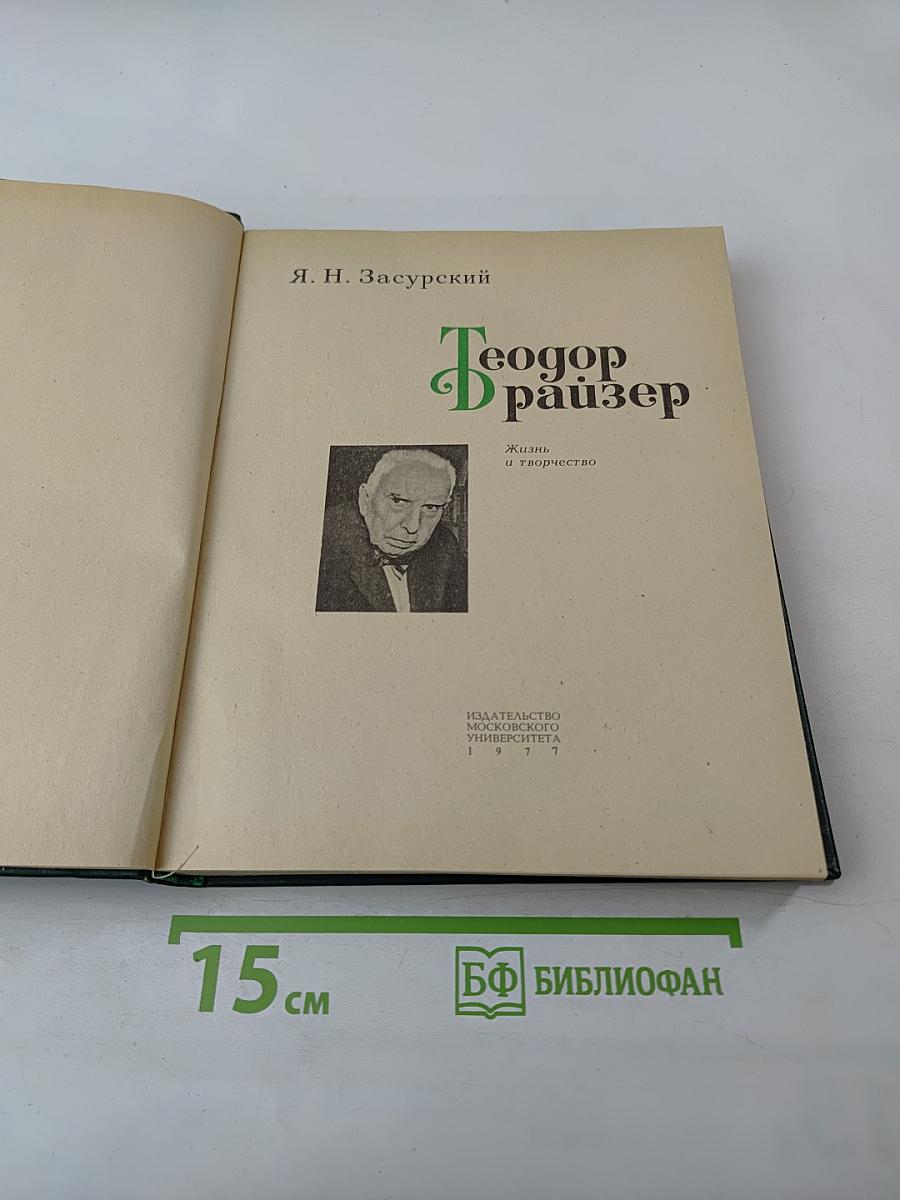 Я. Н. Засурский
Теодор
Драйзер
Жизнь
и творчество
ИЗДАТЕЛЬСТВО
МОСКОВСКОГО
УНИВЕРСИТЕТА
1977
15 см
БФ БИБЛИОФАН